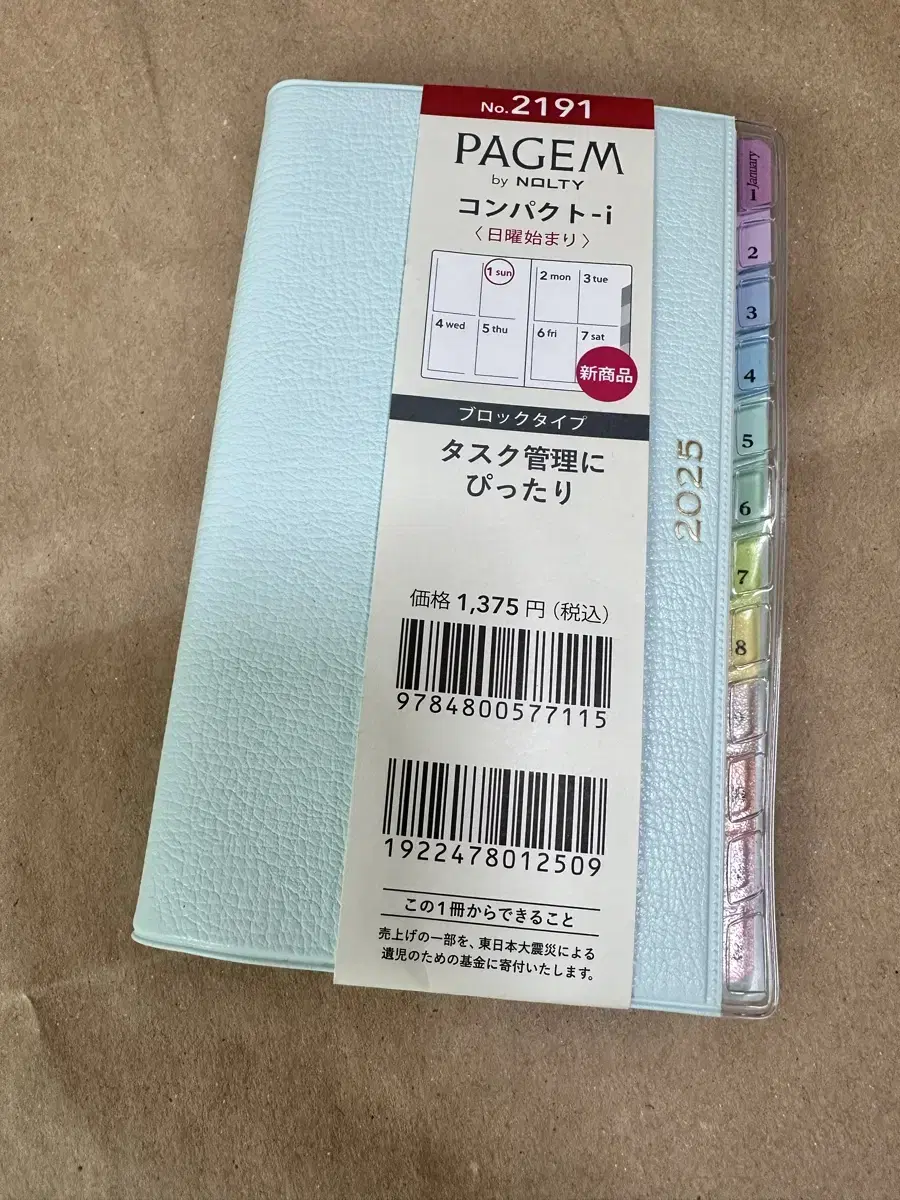 No.2191
PAGEM
by NOLTY
コンパクト-i
〈日曜始まり〉
1 sun
2 mon
3 tue
4 wed
5 thu
6 fri
7 sat
新商品
ブロックタイプ
タスク管理に
ぴったり
価格 1,375 円（税込）
9784800577115
1922478012509
この1冊からできること
売上げの一部を、東日本大震災による
遺児のための基金に寄付いたします。
2025
1 January
2
3
4
5
6
7
8